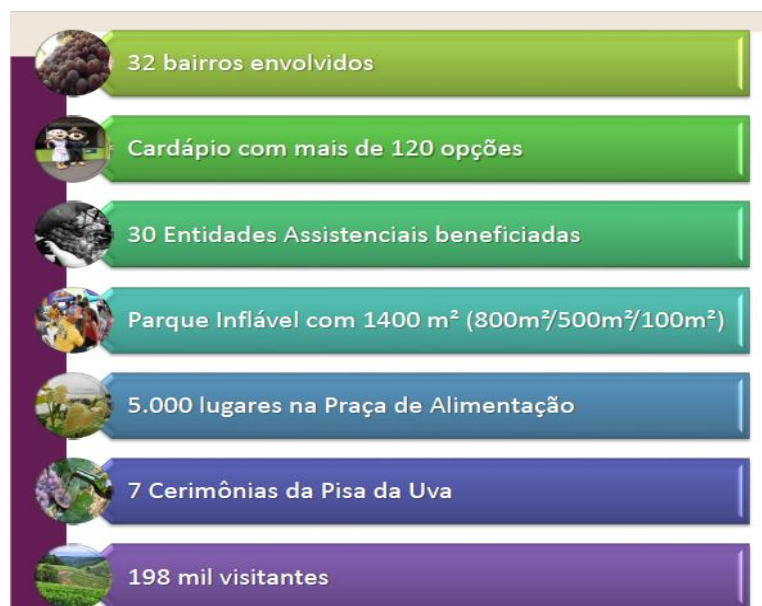 32 bairros envolvidos
Cardápio com mais de 120 opções
30 Entidades Assistenciais beneficiadas
Parque Inflável com 1400 m² (800m²/500m²/100m²)
5.000 lugares na Praça de Alimentação
7 Cerimônias da Pisa da Uva
198 mil visitantes